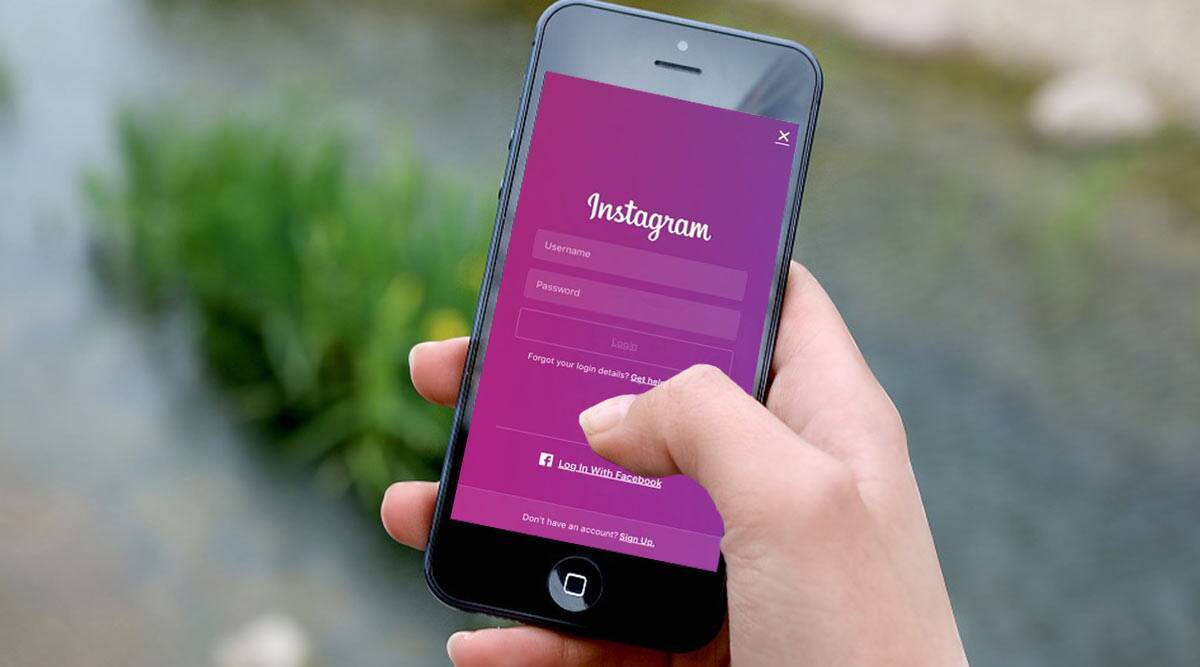 Instagram
Username
Password
Login
Forgot your login details? Get help
Log In With Facebook
Don't have an account? Sign Up.